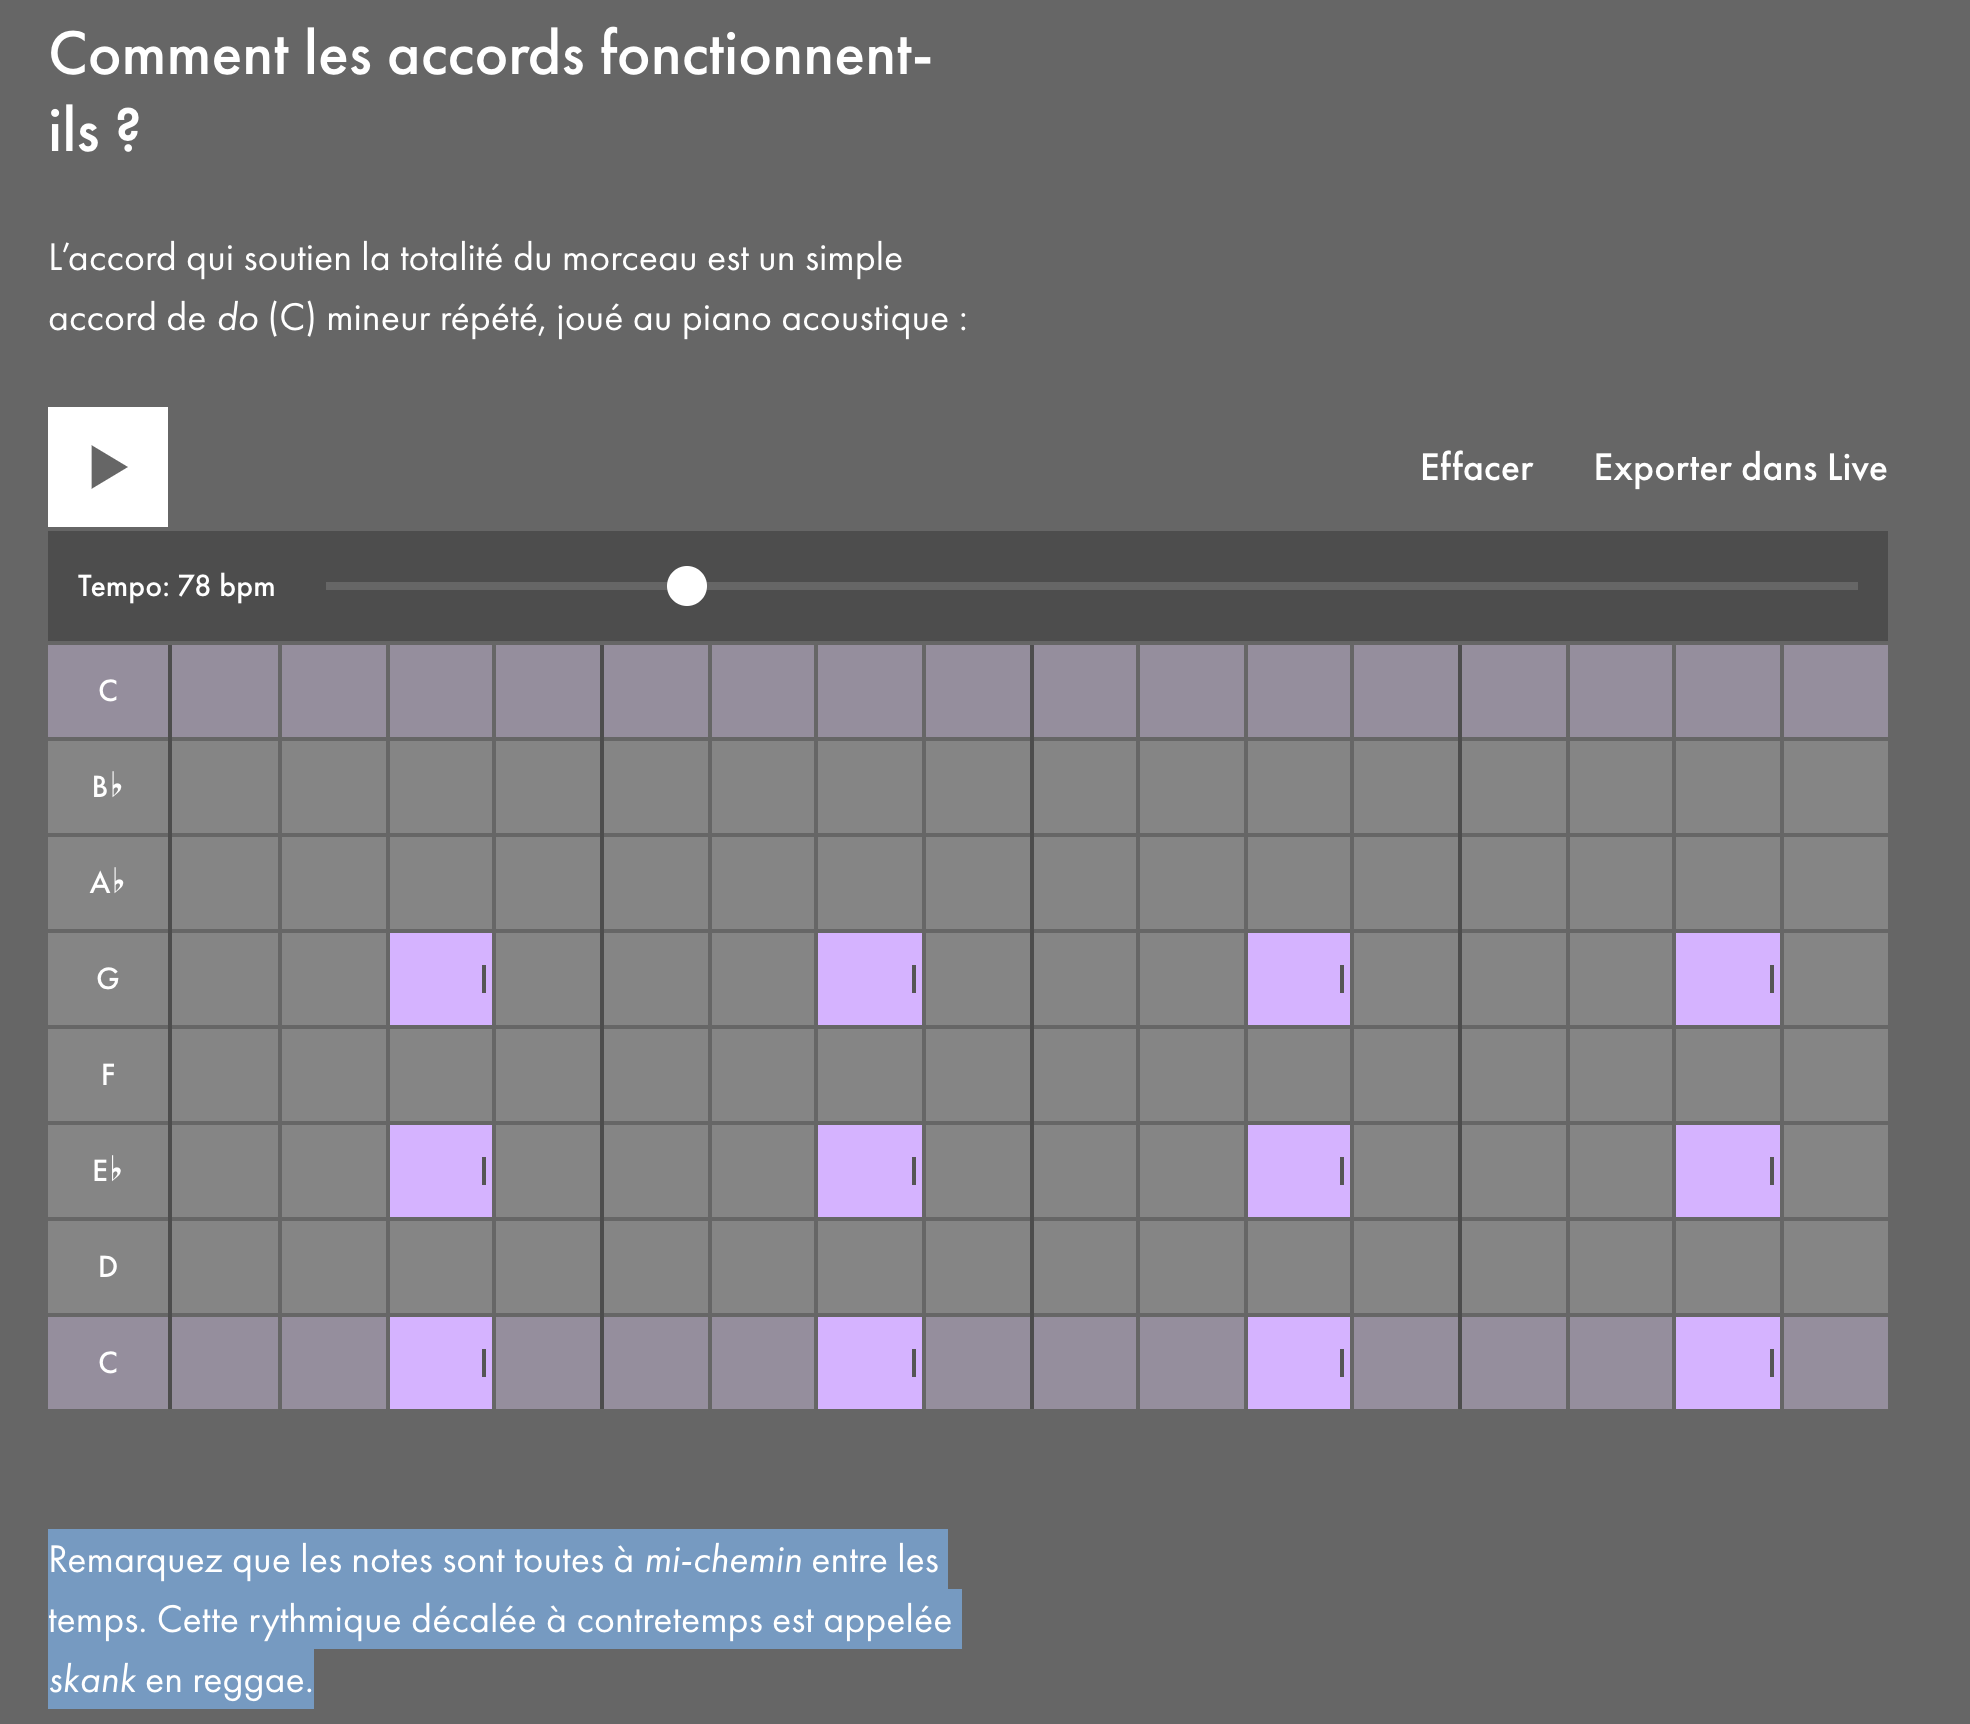 Comment les accords fonctionnent-
ils ?
L’accord qui soutien la totalité du morceau est un simple
accord de do (C) mineur répété, joué au piano acoustique :
Effacer Exporter dans Live
Tempo: 78 bpm
C
B♭
A♭
G
F
E♭
D
C
Remarquez que les notes sont toutes à mi-chemin entre les
temps. Cette rythmique décalée à contretemps est appelée
skank en reggae.